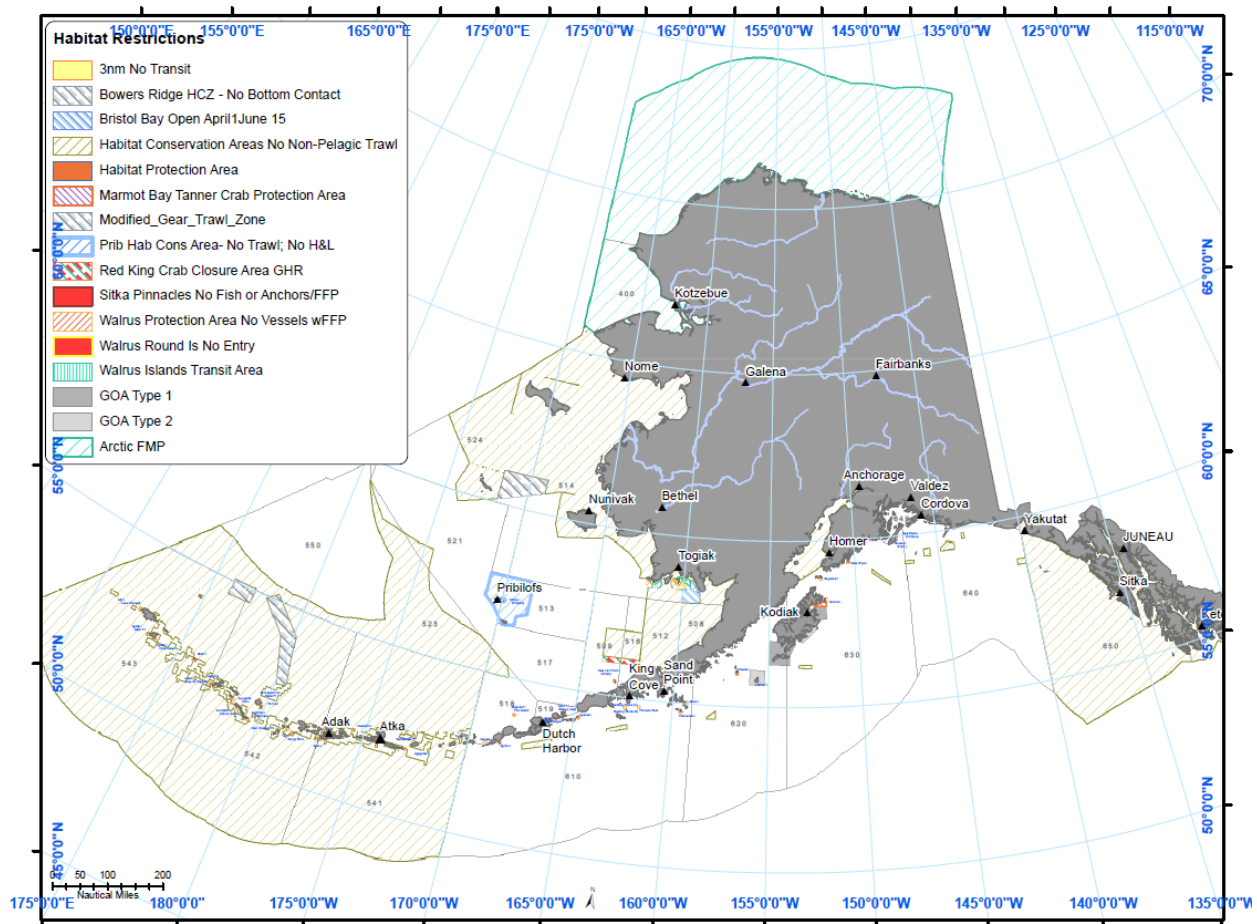 150°0'0"E 155°0'0"E 165°0'0"E 175°0'0"E 175°0'0"W 165°0'0"W 155°0'0"W 145°0'0"W 135°0'0"W 125°0'0"W 115°0'0"W
Habitat Restrictions
3nm No Transit
Bowers Ridge HCZ - No Bottom Contact
Bristol Bay Open April1June 15
Habitat Conservation Areas No Non-Pelagic Trawl
Habitat Protection Area
Marmot Bay Tanner Crab Protection Area
Modified_Gear_Trawl_Zone
Prib Hab Cons Area- No Trawl; No H&L
Red King Crab Closure Area GHR
Sitka Pinnacles No Fish or Anchors/FFP
Walrus Protection Area No Vessels wFFP
Walrus Round Is No Entry
Walrus Islands Transit Area
GOA Type 1
GOA Type 2
Arctic FMP
70°0'0"N
65°0'0"N
60°0'0"N
55°0'0"N
50°0'0"N
60°0'0"N
55°0'0"N
50°0'0"N
45°0'0"N
400
Kotzebue
Nome
Galena
Fairbanks
524
514
Nunivak
Bethel
Anchorage
Valdez
Cordova
Yakutat
JUNEAU
Homer
Togiak
Sitka
550
521
Pribilofs
513
Kodiak
640
523
508
516
512
509
650
543
517
630
King
Cove
Sand
Point
518
519
620
Adak
Atka
Dutch
Harbor
542
610
541
0 50 100 200
Nautical Miles
N
175°0'0"E 180°0'0" 175°0'0"W 170°0'0"W 165°0'0"W 160°0'0"W 155°0'0"W 150°0'0"W 145°0'0"W 140°0'0"W 135°0'0"W